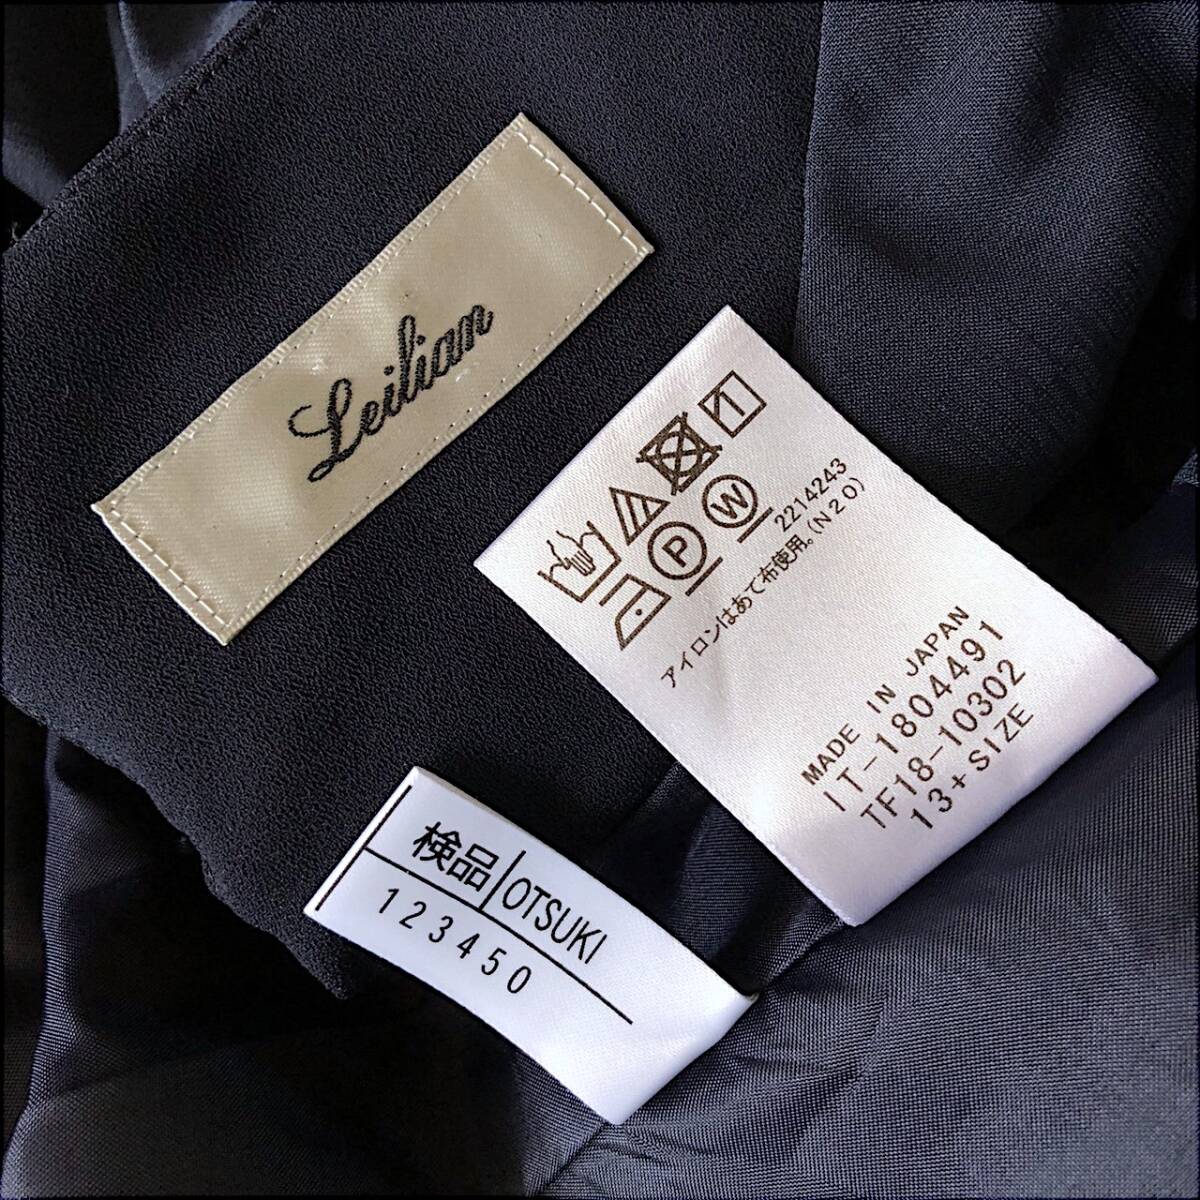 Leilian
P W
2214243
アイロンはあて布使用。(N20)
MADE IN JAPAN
IT-1804491
TF18-10302
13+SIZE
検品 OTSUKI
123450